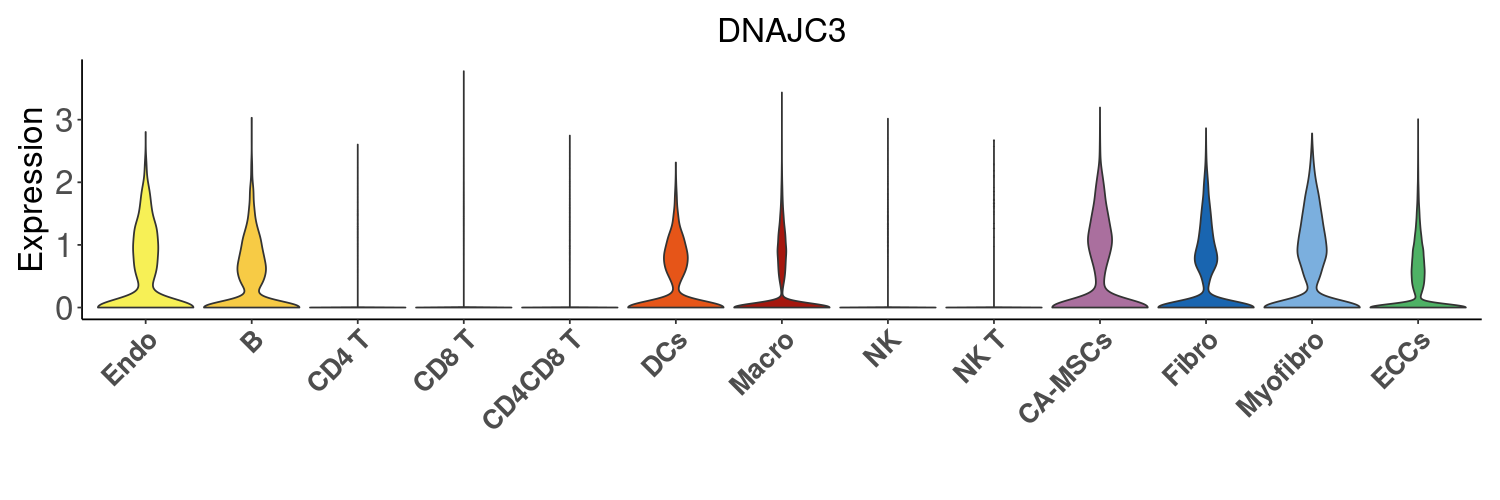 DNAJC3
Expression
3
2
1
0
Endo
B
CD4 T
CD8 T
CD4CD8 T
DCs
Macro
NK
NK T
CA-MSCs
Fibro
Myofibro
ECCs